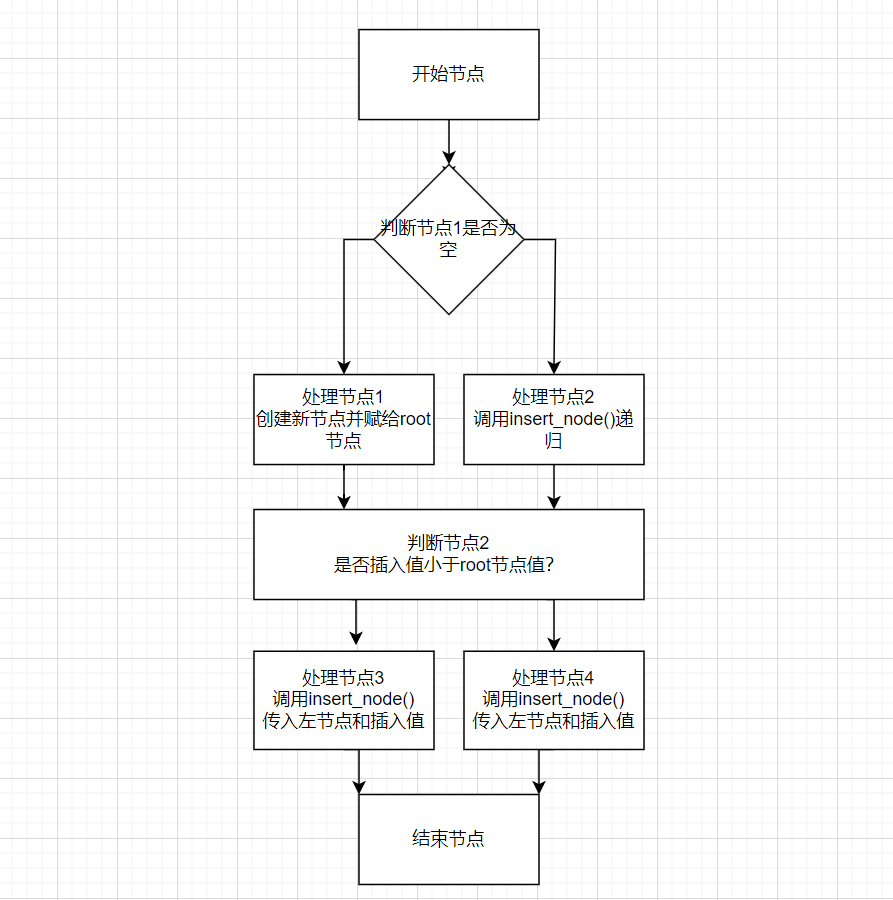 开始节点
判断节点1是否为
空
处理节点1
创建新节点并赋给root
节点
处理节点2
调用insert_node()递
归
判断节点2
是否插入值小于root节点值?
处理节点3
调用insert_node()
传入左节点和插入值
处理节点4
调用insert_node()
传入左节点和插入值
结束节点